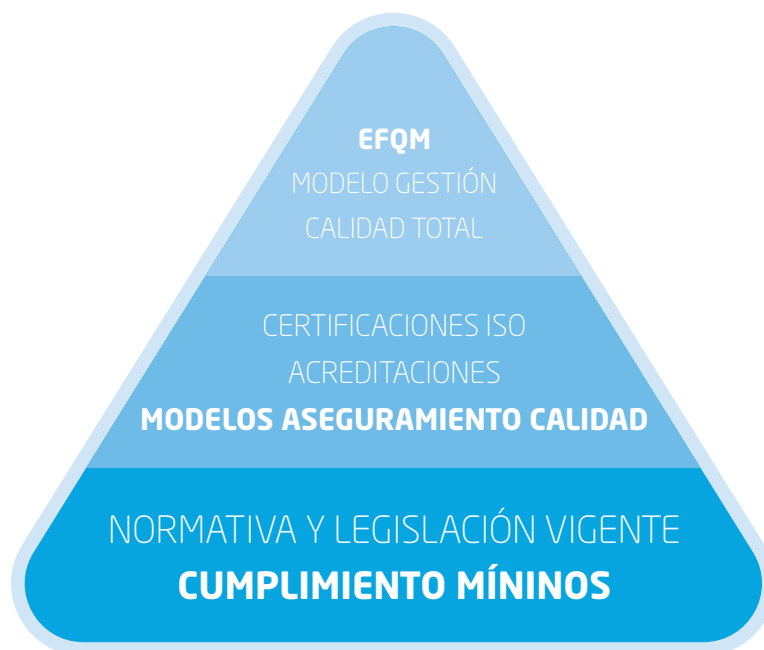 EFQM
MODELO GESTIÓN
CALIDAD TOTAL
CERTIFICACIONES ISO
ACREDITACIONES
MODELOS ASEGURAMIENTO CALIDAD
NORMATIVA Y LEGISLACIÓN VIGENTE
CUMPLIMIENTO MÍNINOS